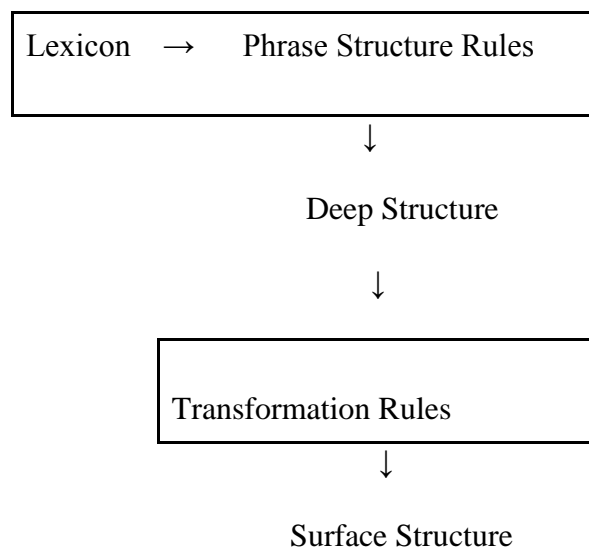 Lexicon → Phrase Structure Rules
↓
Deep Structure
↓
Transformation Rules
↓
Surface Structure